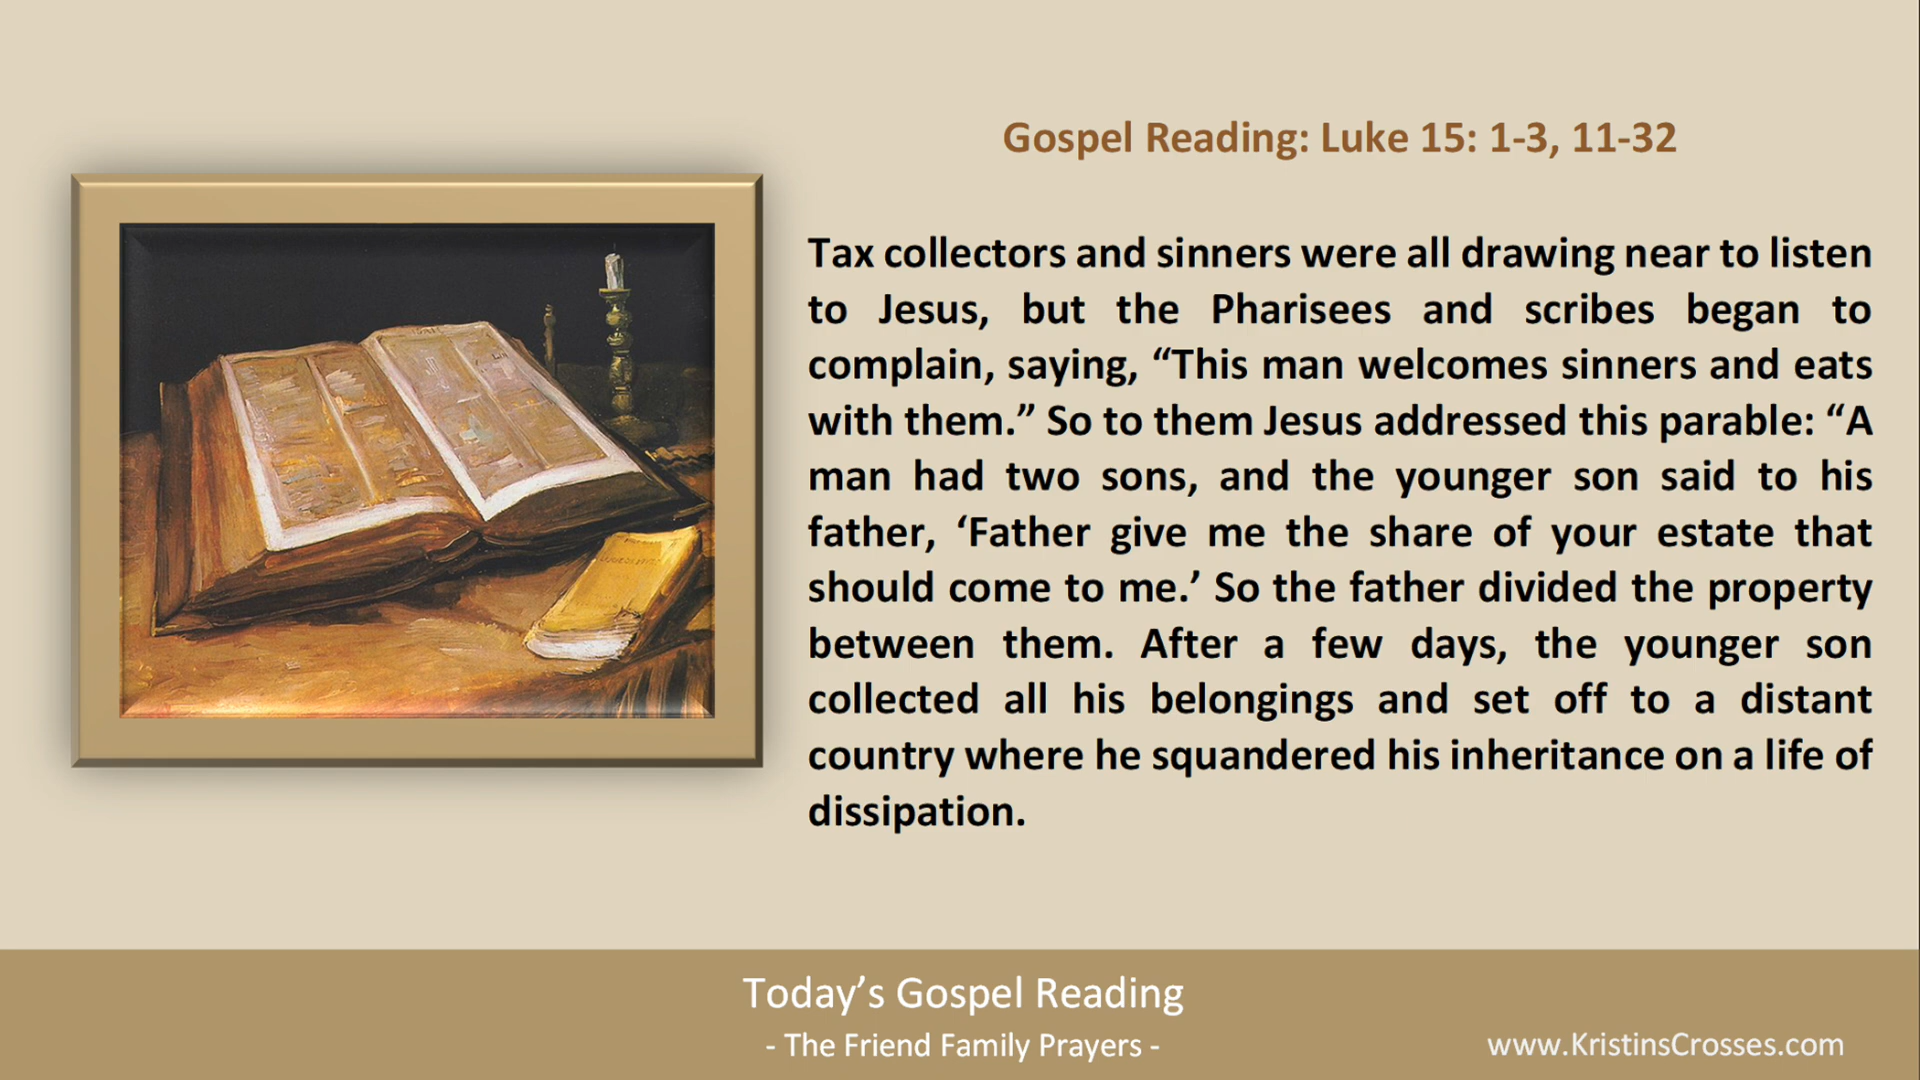 Gospel Reading: Luke 15: 1-3, 11-32
Tax collectors and sinners were all drawing near to listen
to Jesus, but the Pharisees and scribes began to
complain, saying, “This man welcomes sinners and eats
with them.” So to them Jesus addressed this parable: “A
man had two sons, and the younger son said to his
father, ‘Father give me the share of your estate that
should come to me.’ So the father divided the property
between them. After a few days, the younger son
collected all his belongings and set off to a distant
country where he squandered his inheritance on a life of
dissipation.
Today’s Gospel Reading
- The Friend Family Prayers -
www.KristinsCrosses.com